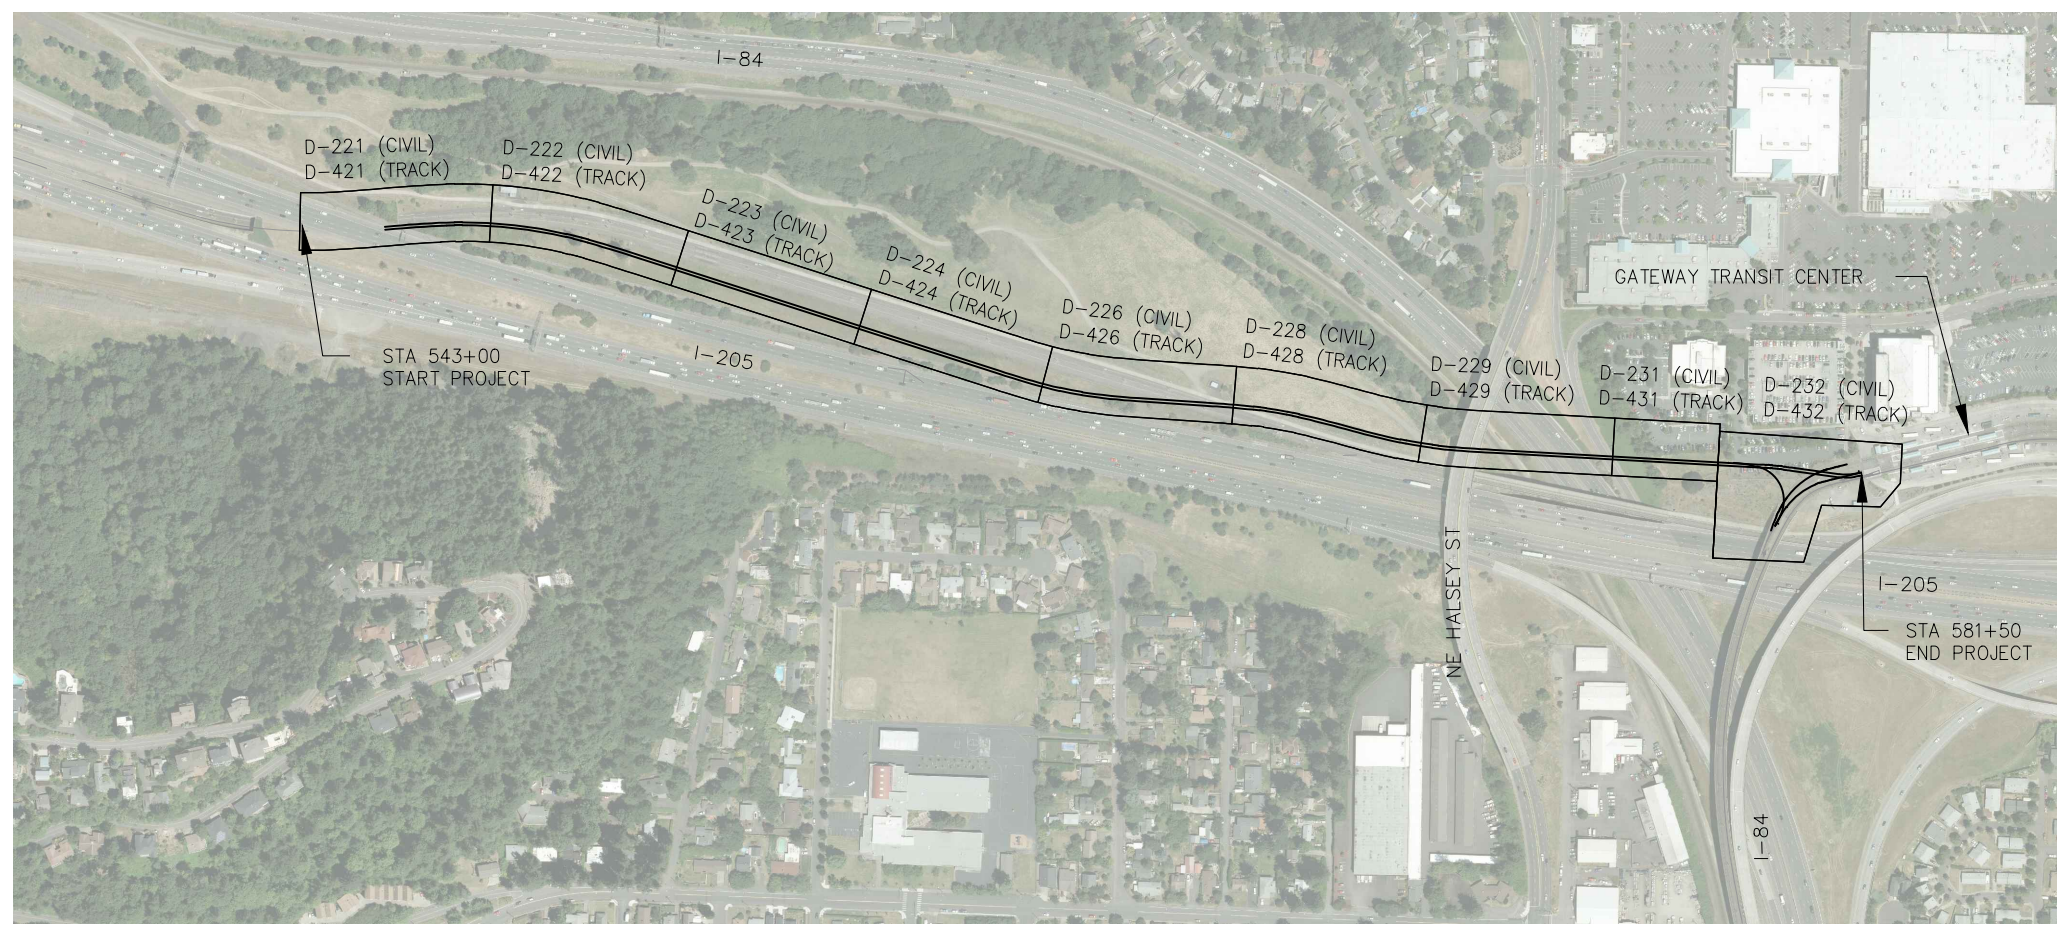 I-84
D-221 (CIVIL)
D-421 (TRACK)
D-222 (CIVIL)
D-422 (TRACK)
D-223 (CIVIL)
D-423 (TRACK)
D-224 (CIVIL)
D-424 (TRACK)
D-226 (CIVIL)
D-426 (TRACK)
D-228 (CIVIL)
D-428 (TRACK)
D-229 (CIVIL)
D-429 (TRACK)
D-231 (CIVIL)
D-431 (TRACK)
D-232 (CIVIL)
D-432 (TRACK)
GATEWAY TRANSIT CENTER
STA 543+00
START PROJECT
I-205
NE HALSEY ST
I-205
STA 581+50
END PROJECT
I-84